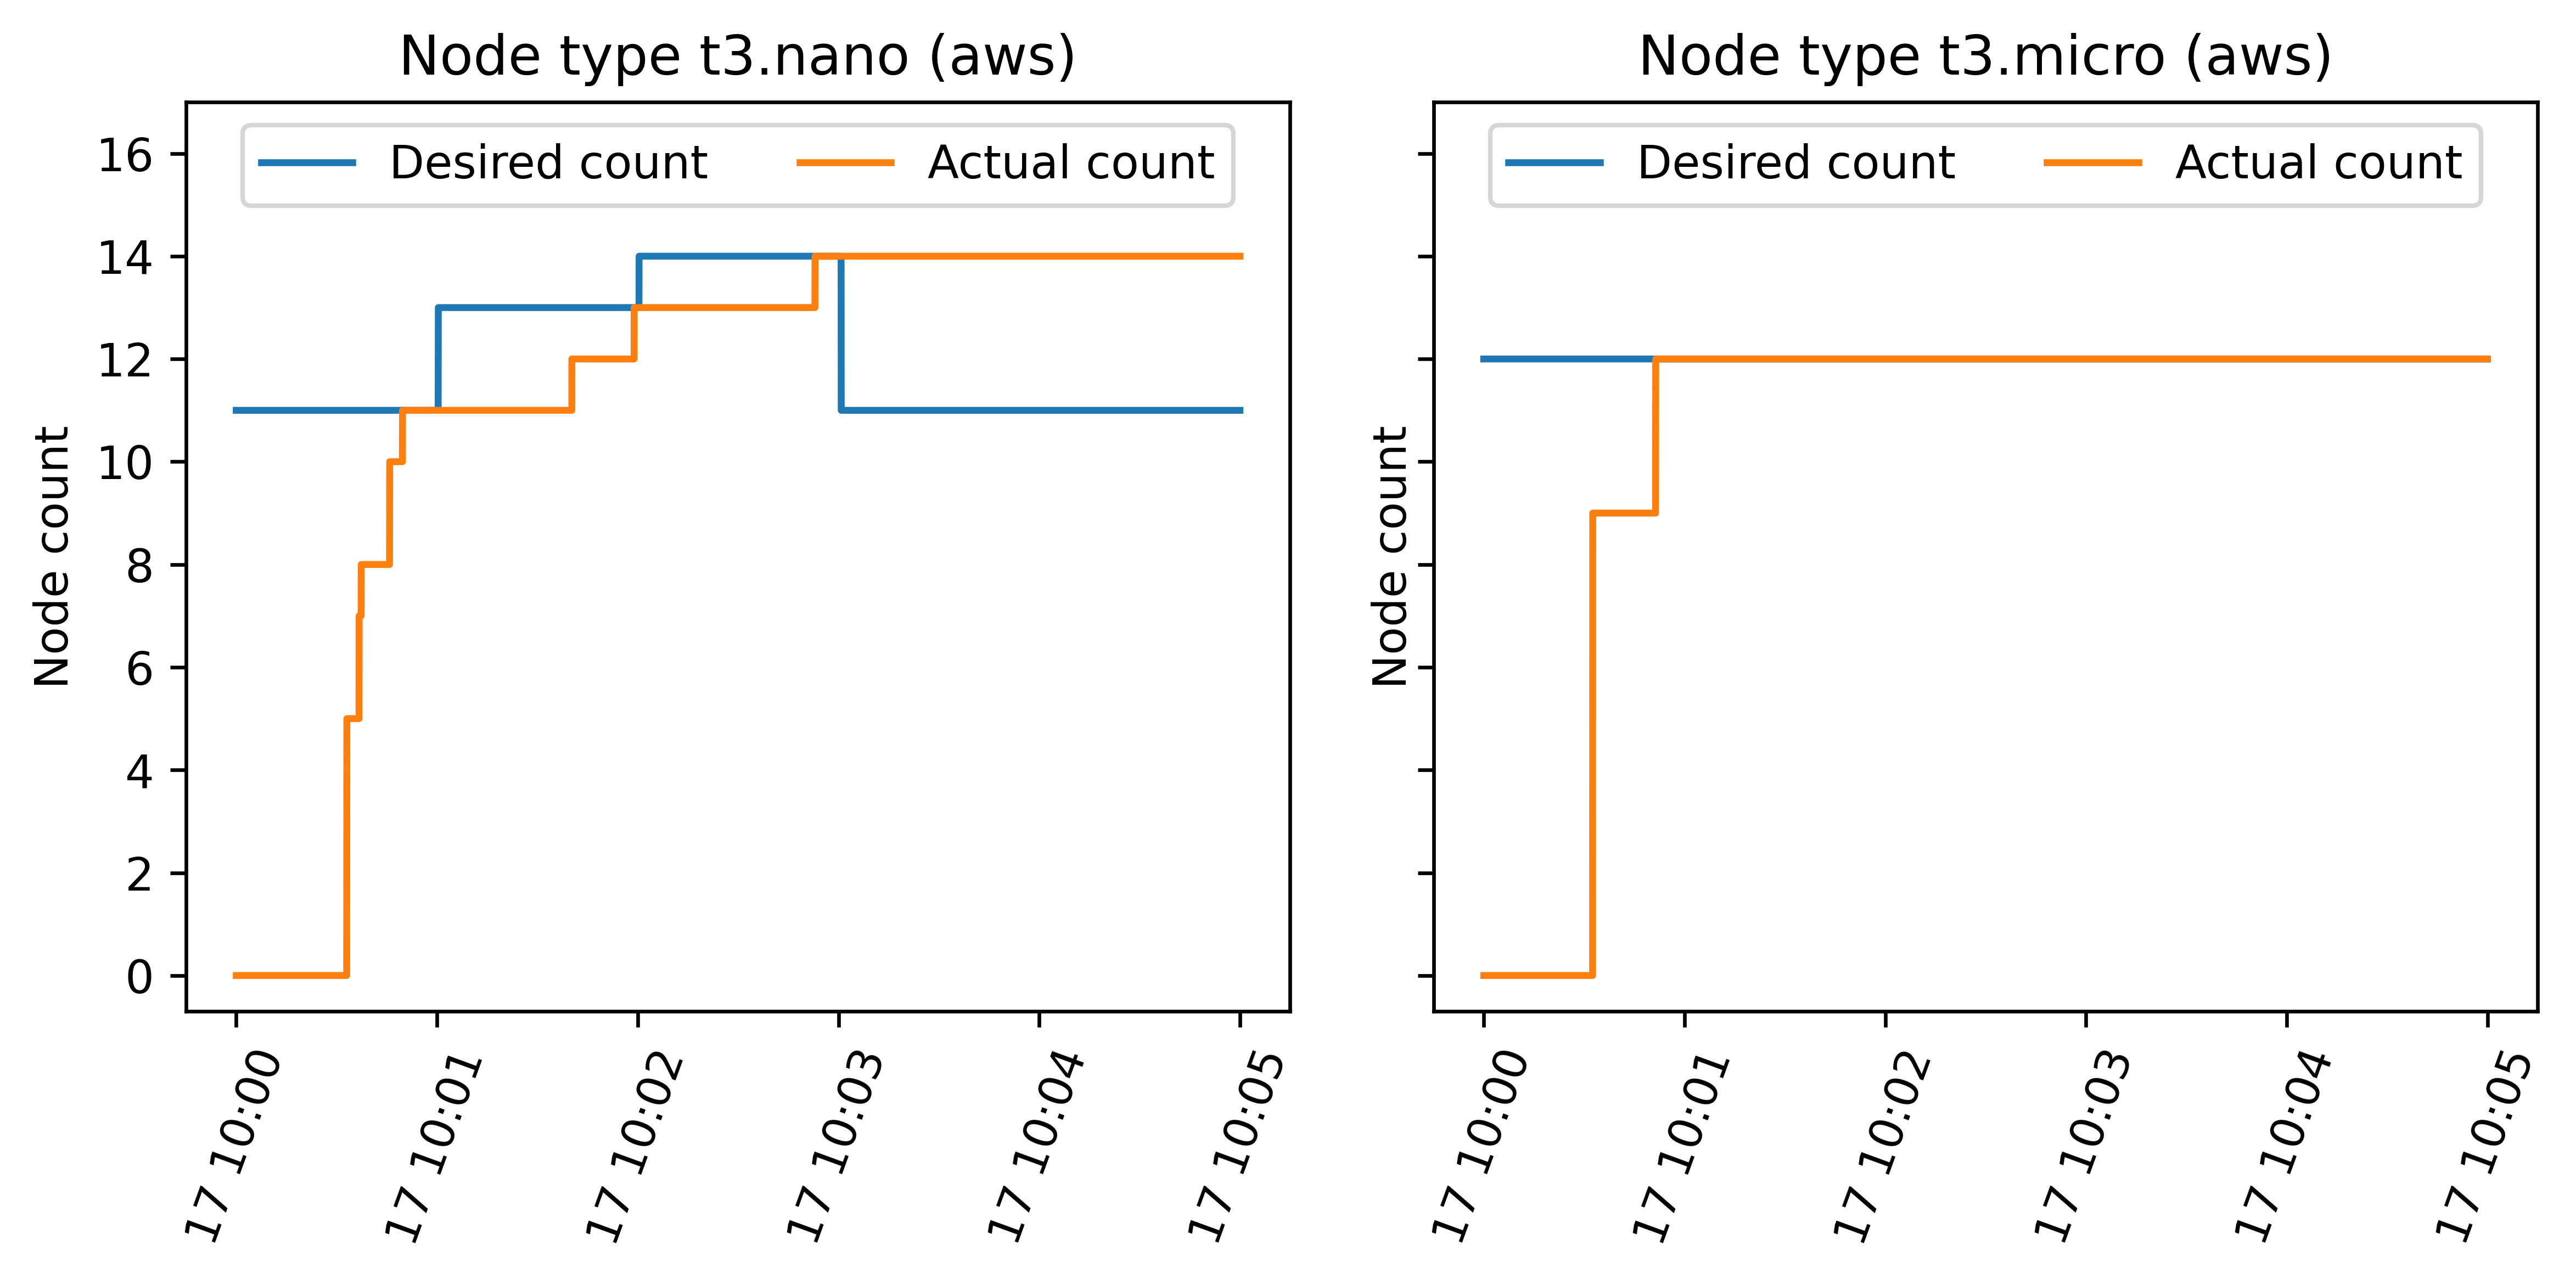 Node type t3.nano (aws)
Desired count
Actual count
Node count
16
14
12
10
8
6
4
2
0
17 10:00
17 10:01
17 10:02
17 10:03
17 10:04
17 10:05
Node type t3.micro (aws)
Desired count
Actual count
Node count
17 10:00
17 10:01
17 10:02
17 10:03
17 10:04
17 10:05